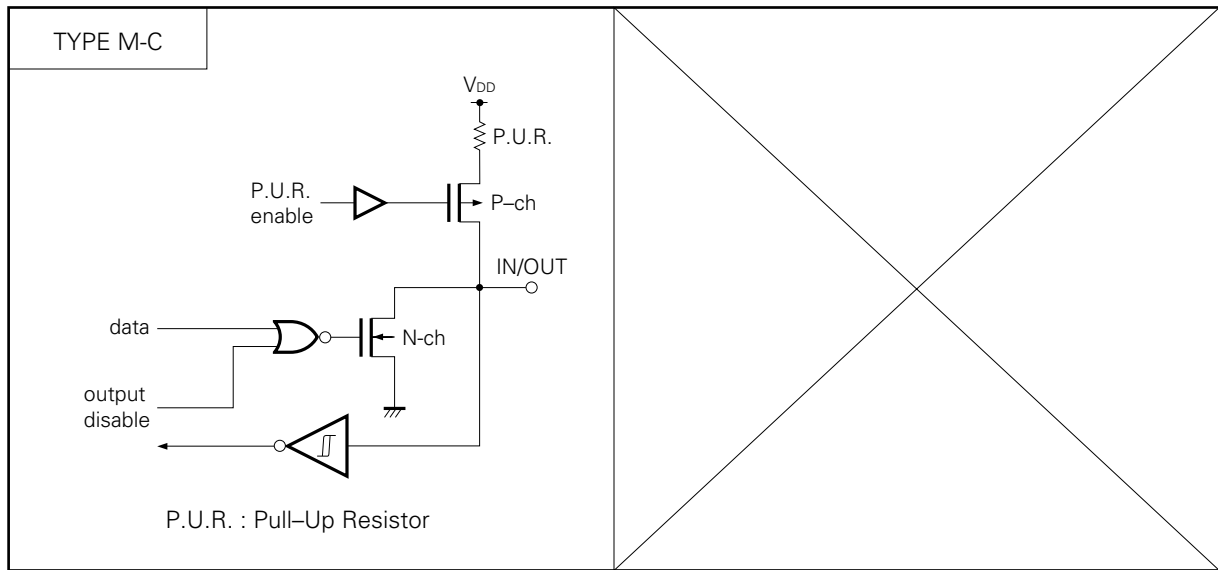 TYPE M-C
VDD
P.U.R.
P.U.R.
enable
P–ch
IN/OUT
data
N-ch
output
disable
P.U.R. : Pull–Up Resistor